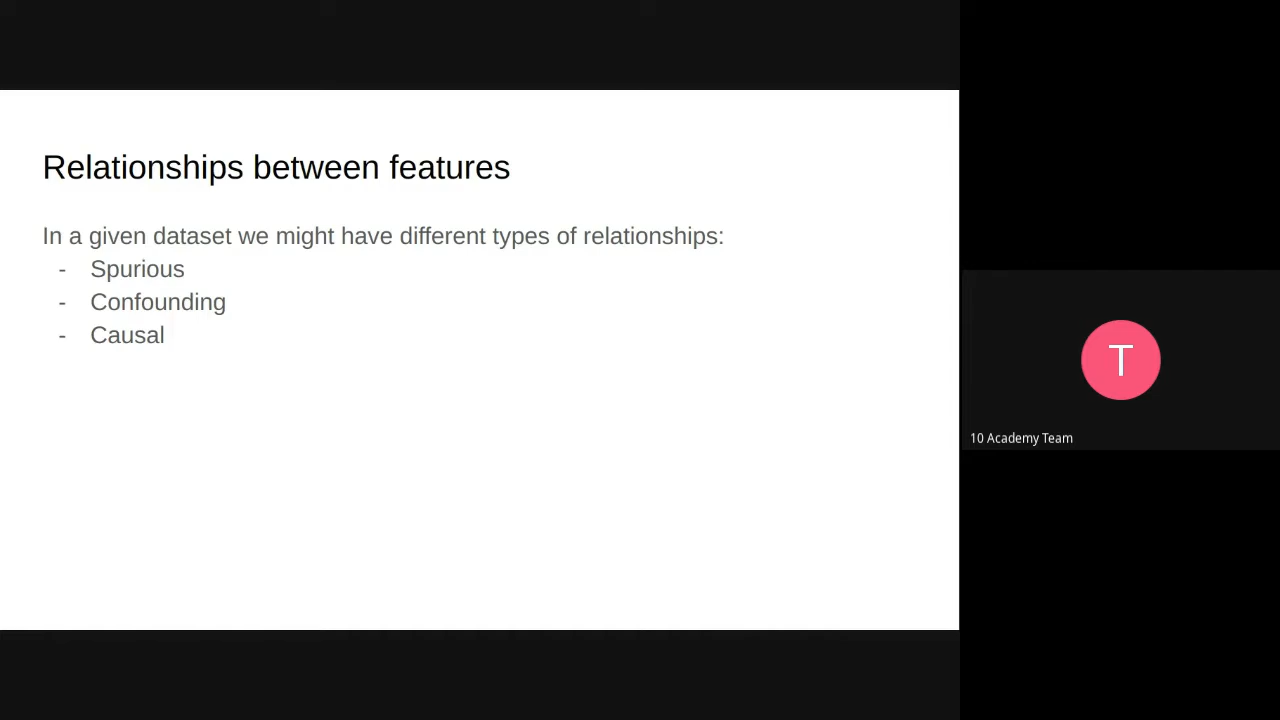 Relationships between features
In a given dataset we might have different types of relationships:
- Spurious
- Confounding
- Causal
T
10 Academy Team